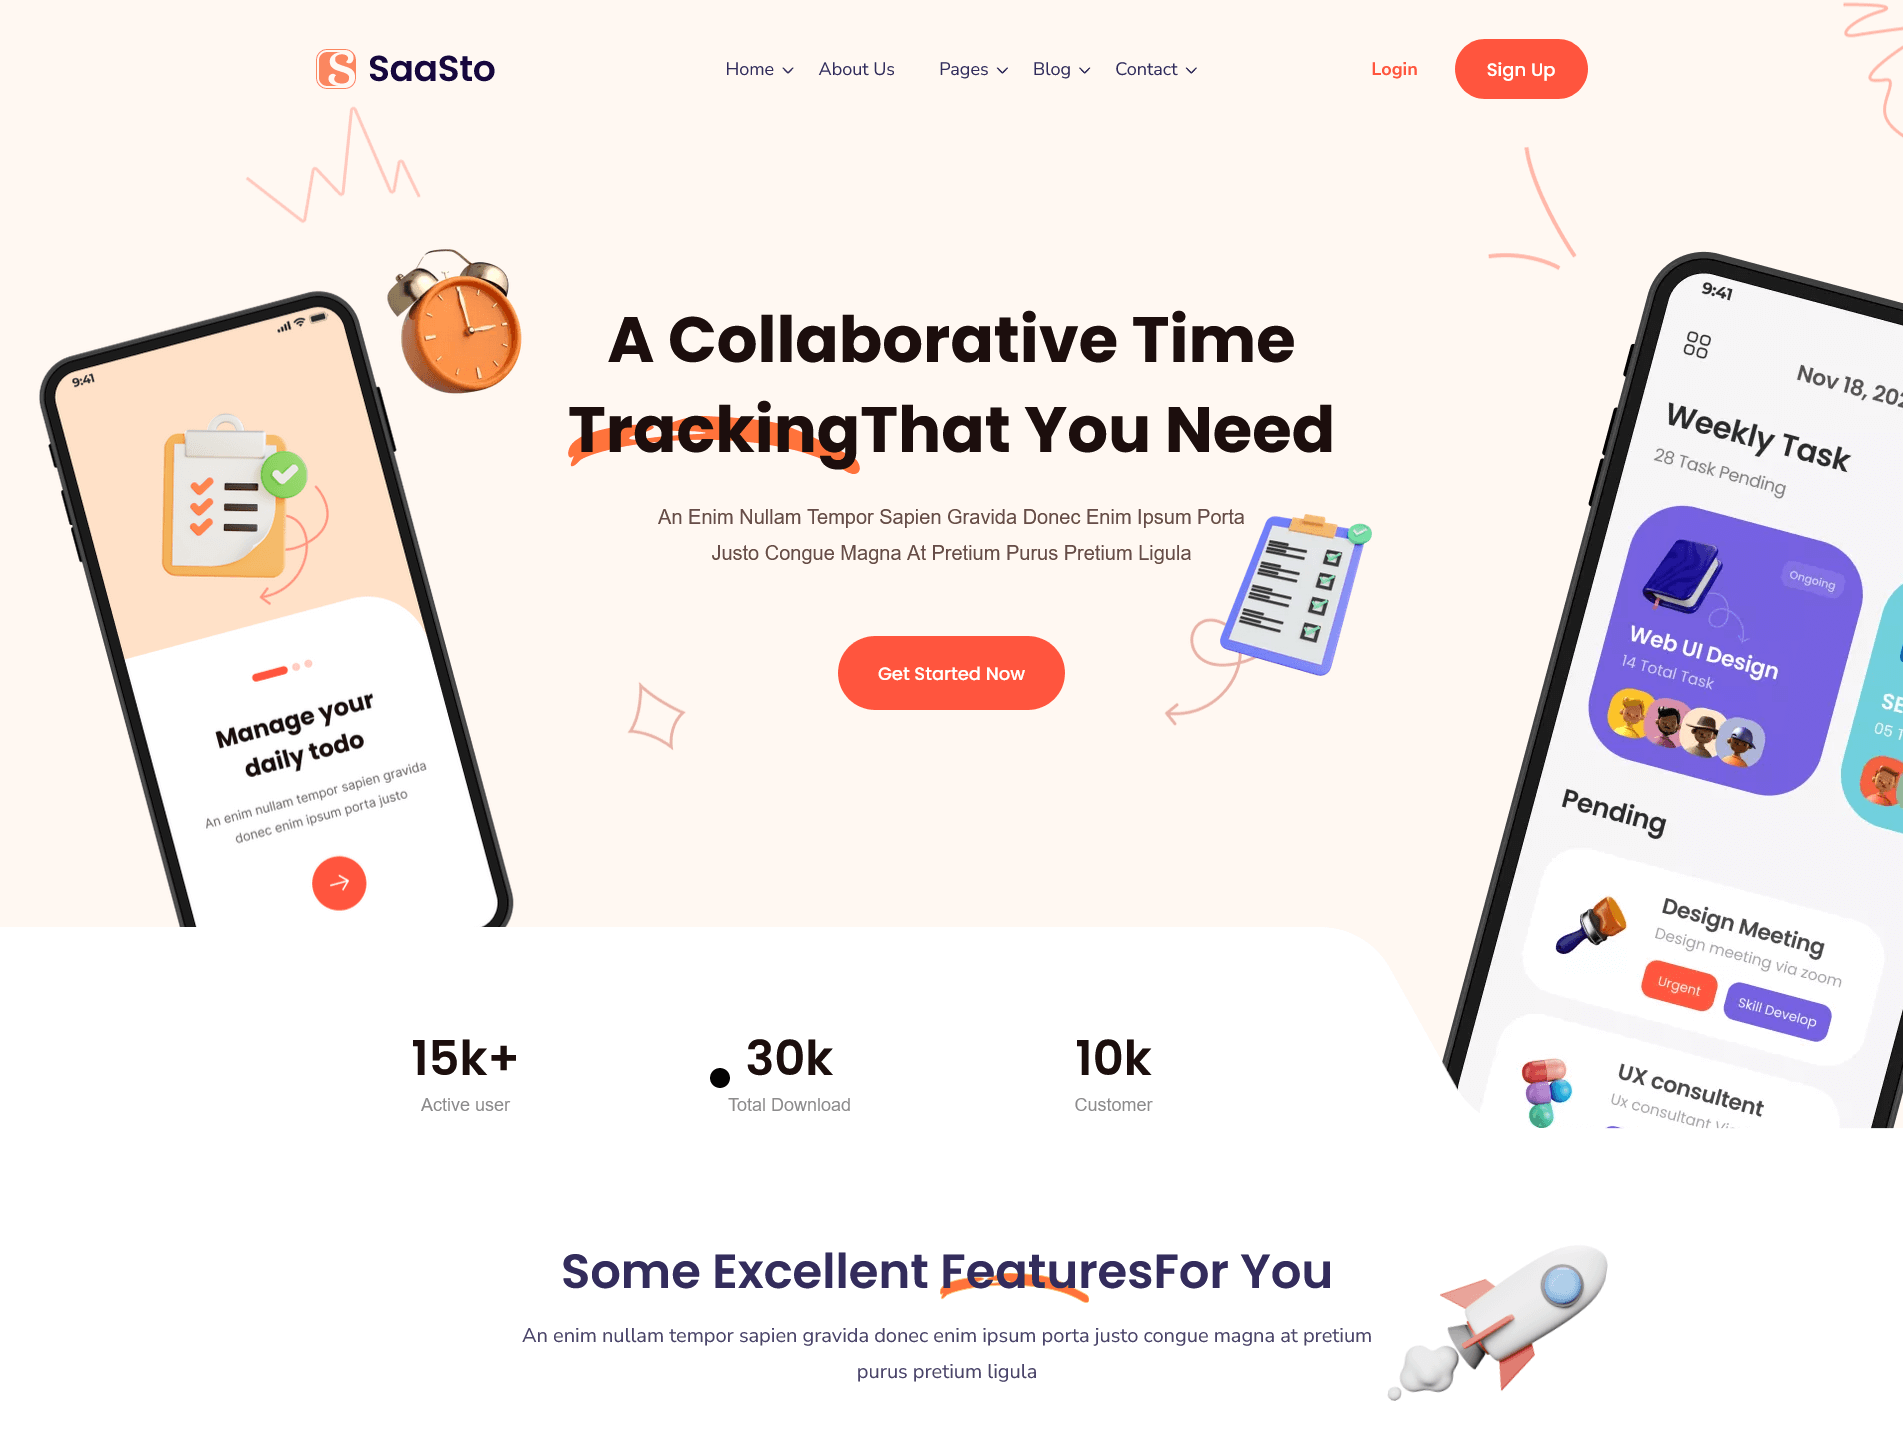 SaaSto
Home
About Us
Pages
Blog
Contact
Login
Sign Up
A Collaborative Time
TrackingThat You Need
An Enim Nullam Tempor Sapien Gravida Donec Enim Ipsum Porta
Justo Congue Magna At Pretium Purus Pretium Ligula
Get Started Now
9:41
Manage your
daily todo
An enim nullam tempor sapien gravida
donec enim ipsum porta justo
9:41
Nov 18,
Weekly Task
28 Task Pending
Ongoing
Web UI Design
14 Total Task
05
Pending
Design Meeting
Design meeting via zoom
Urgent
Skill Develop
UX consultent
Ux consultant
15k+
Active user
30k
Total Download
10k
Customer
Some Excellent FeaturesFor You
An enim nullam tempor sapien gravida donec enim ipsum porta justo congue magna at pretium
purus pretium ligula